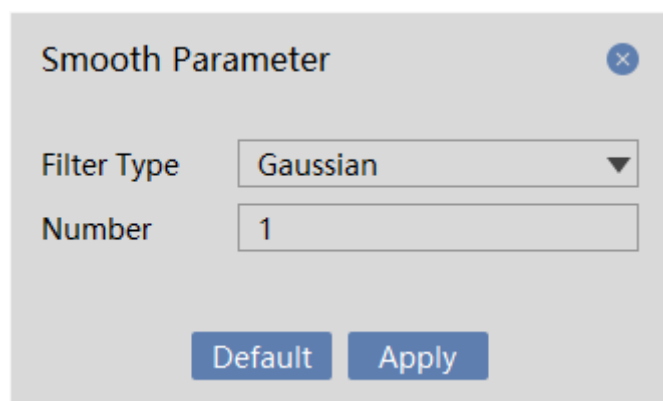 Smooth Parameter
Filter Type Gaussian
Number 1
Default Apply